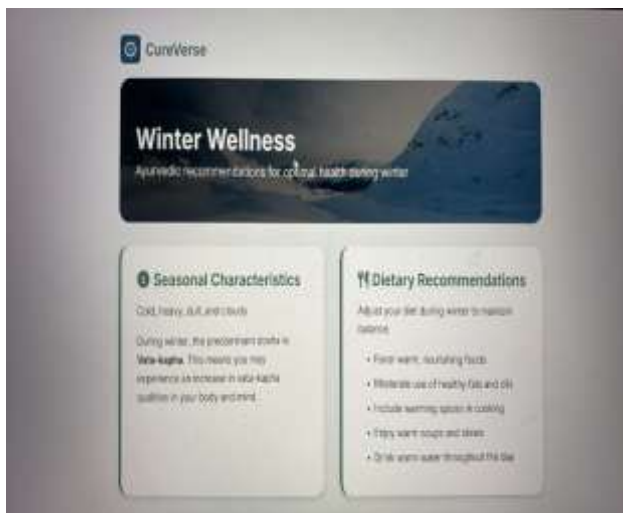 CureVerse
Winter Wellness
Ayurvedic recommendations for optimal health during winter
Seasonal Characteristics
Cold, heavy, dull, and cloudy
During winter, the predominant dosha is
Vata-kapha. This means you may
experience an increase in vata-kapha
qualities in your body and mind.
Dietary Recommendations
Adjust your diet during winter to maintain
balance.
• Favor warm, nourishing foods
• Moderate use of healthy fats and oils
• Include warming spices in cooking
• Enjoy warm soups and stews
• Drink warm water throughout the day